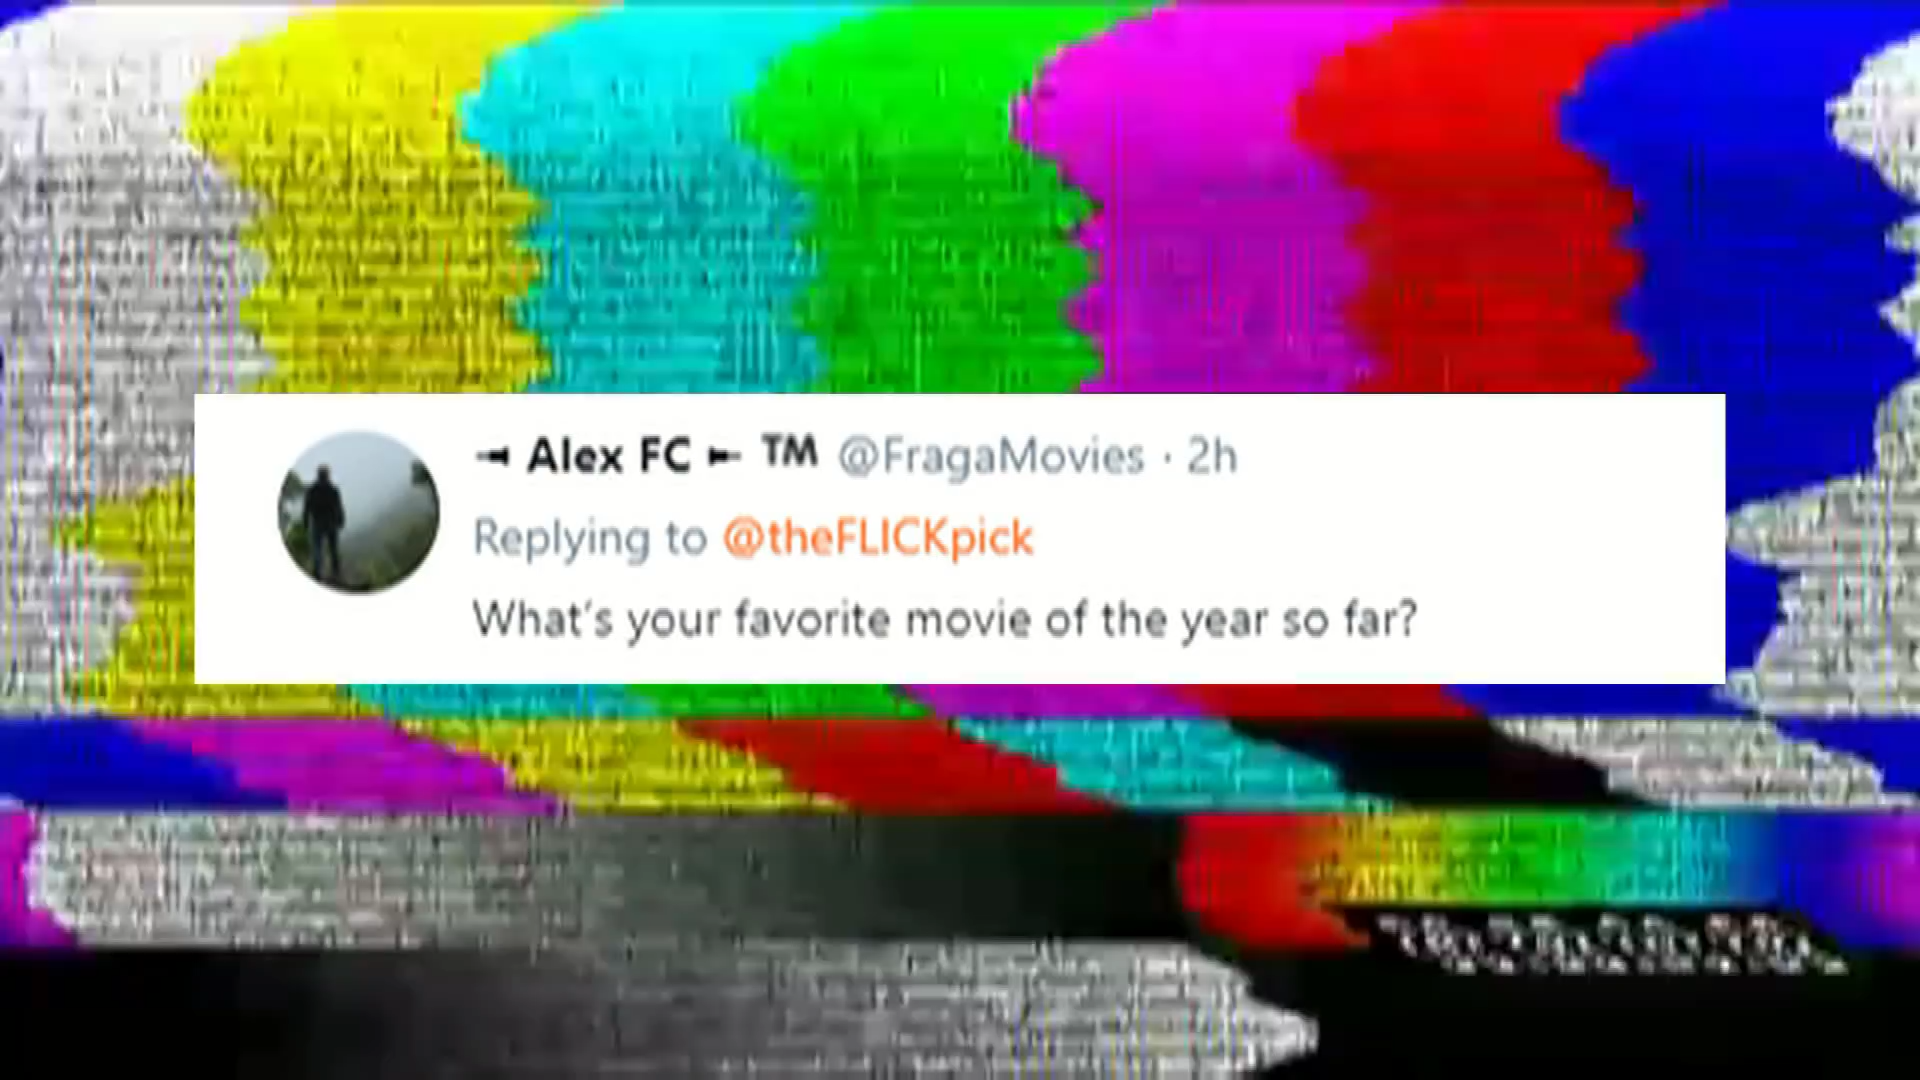 Alex FC ™ @FragaMovies · 2h
Replying to @theFLICKpick
What's your favorite movie of the year so far?